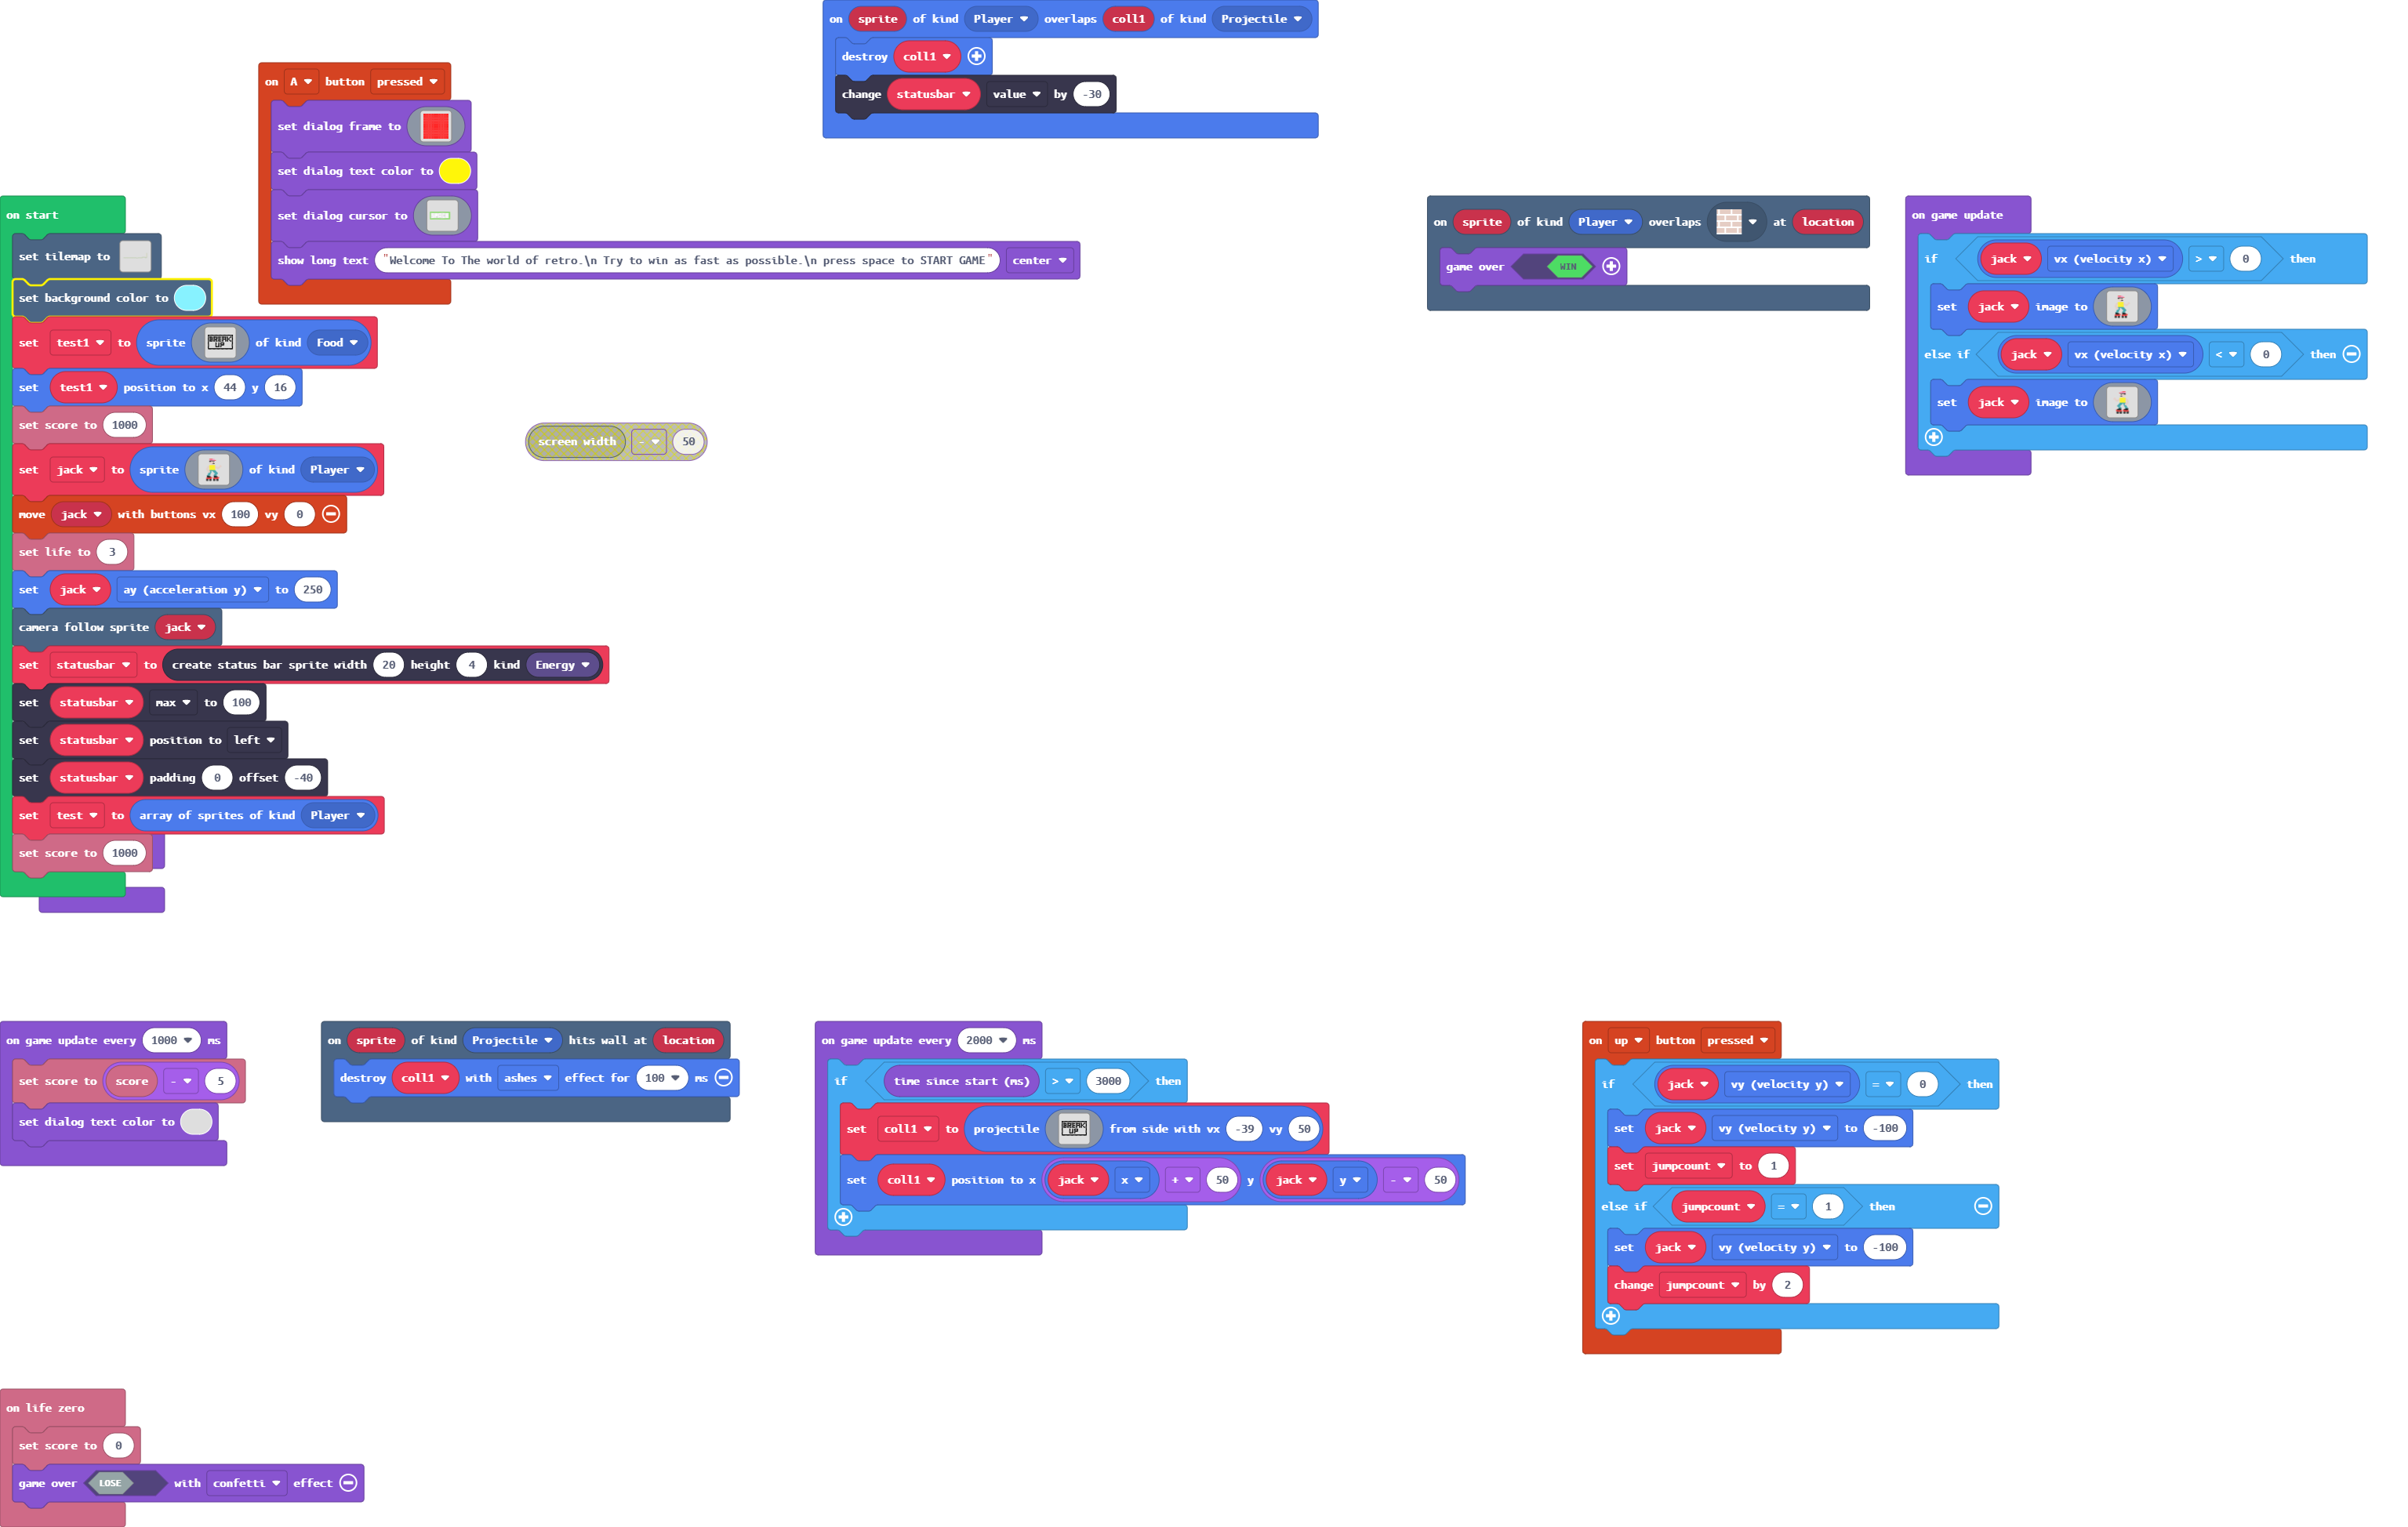 on sprite of kind Player overlaps coll1 of kind Projectile
destroy coll1
change statusbar value by -30
on A button pressed
set dialog frame to
set dialog text color to
set dialog cursor to
show long text "Welcome To The world of retro.\n Try to win as fast as possible.\n press space to START GAME" center
on start
set tilemap to
set background color to
set test1 to sprite BREAK UP of kind Food
set test1 position to x 44 y 16
set score to 1000
set jack to sprite of kind Player
move jack with buttons vx 100 vy 0
set life to 3
set jack ay (acceleration y) to 250
camera follow sprite jack
set statusbar to create status bar sprite width 20 height 4 kind Energy
set statusbar max to 100
set statusbar position to left
set statusbar padding 0 offset -40
set test to array of sprites of kind Player
set score to 1000
screen width - 50
on sprite of kind Player overlaps at location
game over WIN
on game update
if jack vx (velocity x) > 0 then
set jack image to
else if jack vx (velocity x) < 0 then
set jack image to
on game update every 1000 ms
set score to score - 5
set dialog text color to
on sprite of kind Projectile hits wall at location
destroy coll1 with ashes effect for 100 ms
on game update every 2000 ms
if time since start (ms) > 3000 then
set coll1 to projectile BREAK UP from side with vx -39 vy 50
set coll1 position to x jack x + 50 y jack y - 50
on up button pressed
if jack vy (velocity y) = 0 then
set jack vy (velocity y) to -100
set jumpcount to 1
else if jumpcount = 1 then
set jack vy (velocity y) to -100
change jumpcount by 2
on life zero
set score to 0
game over LOSE with confetti effect